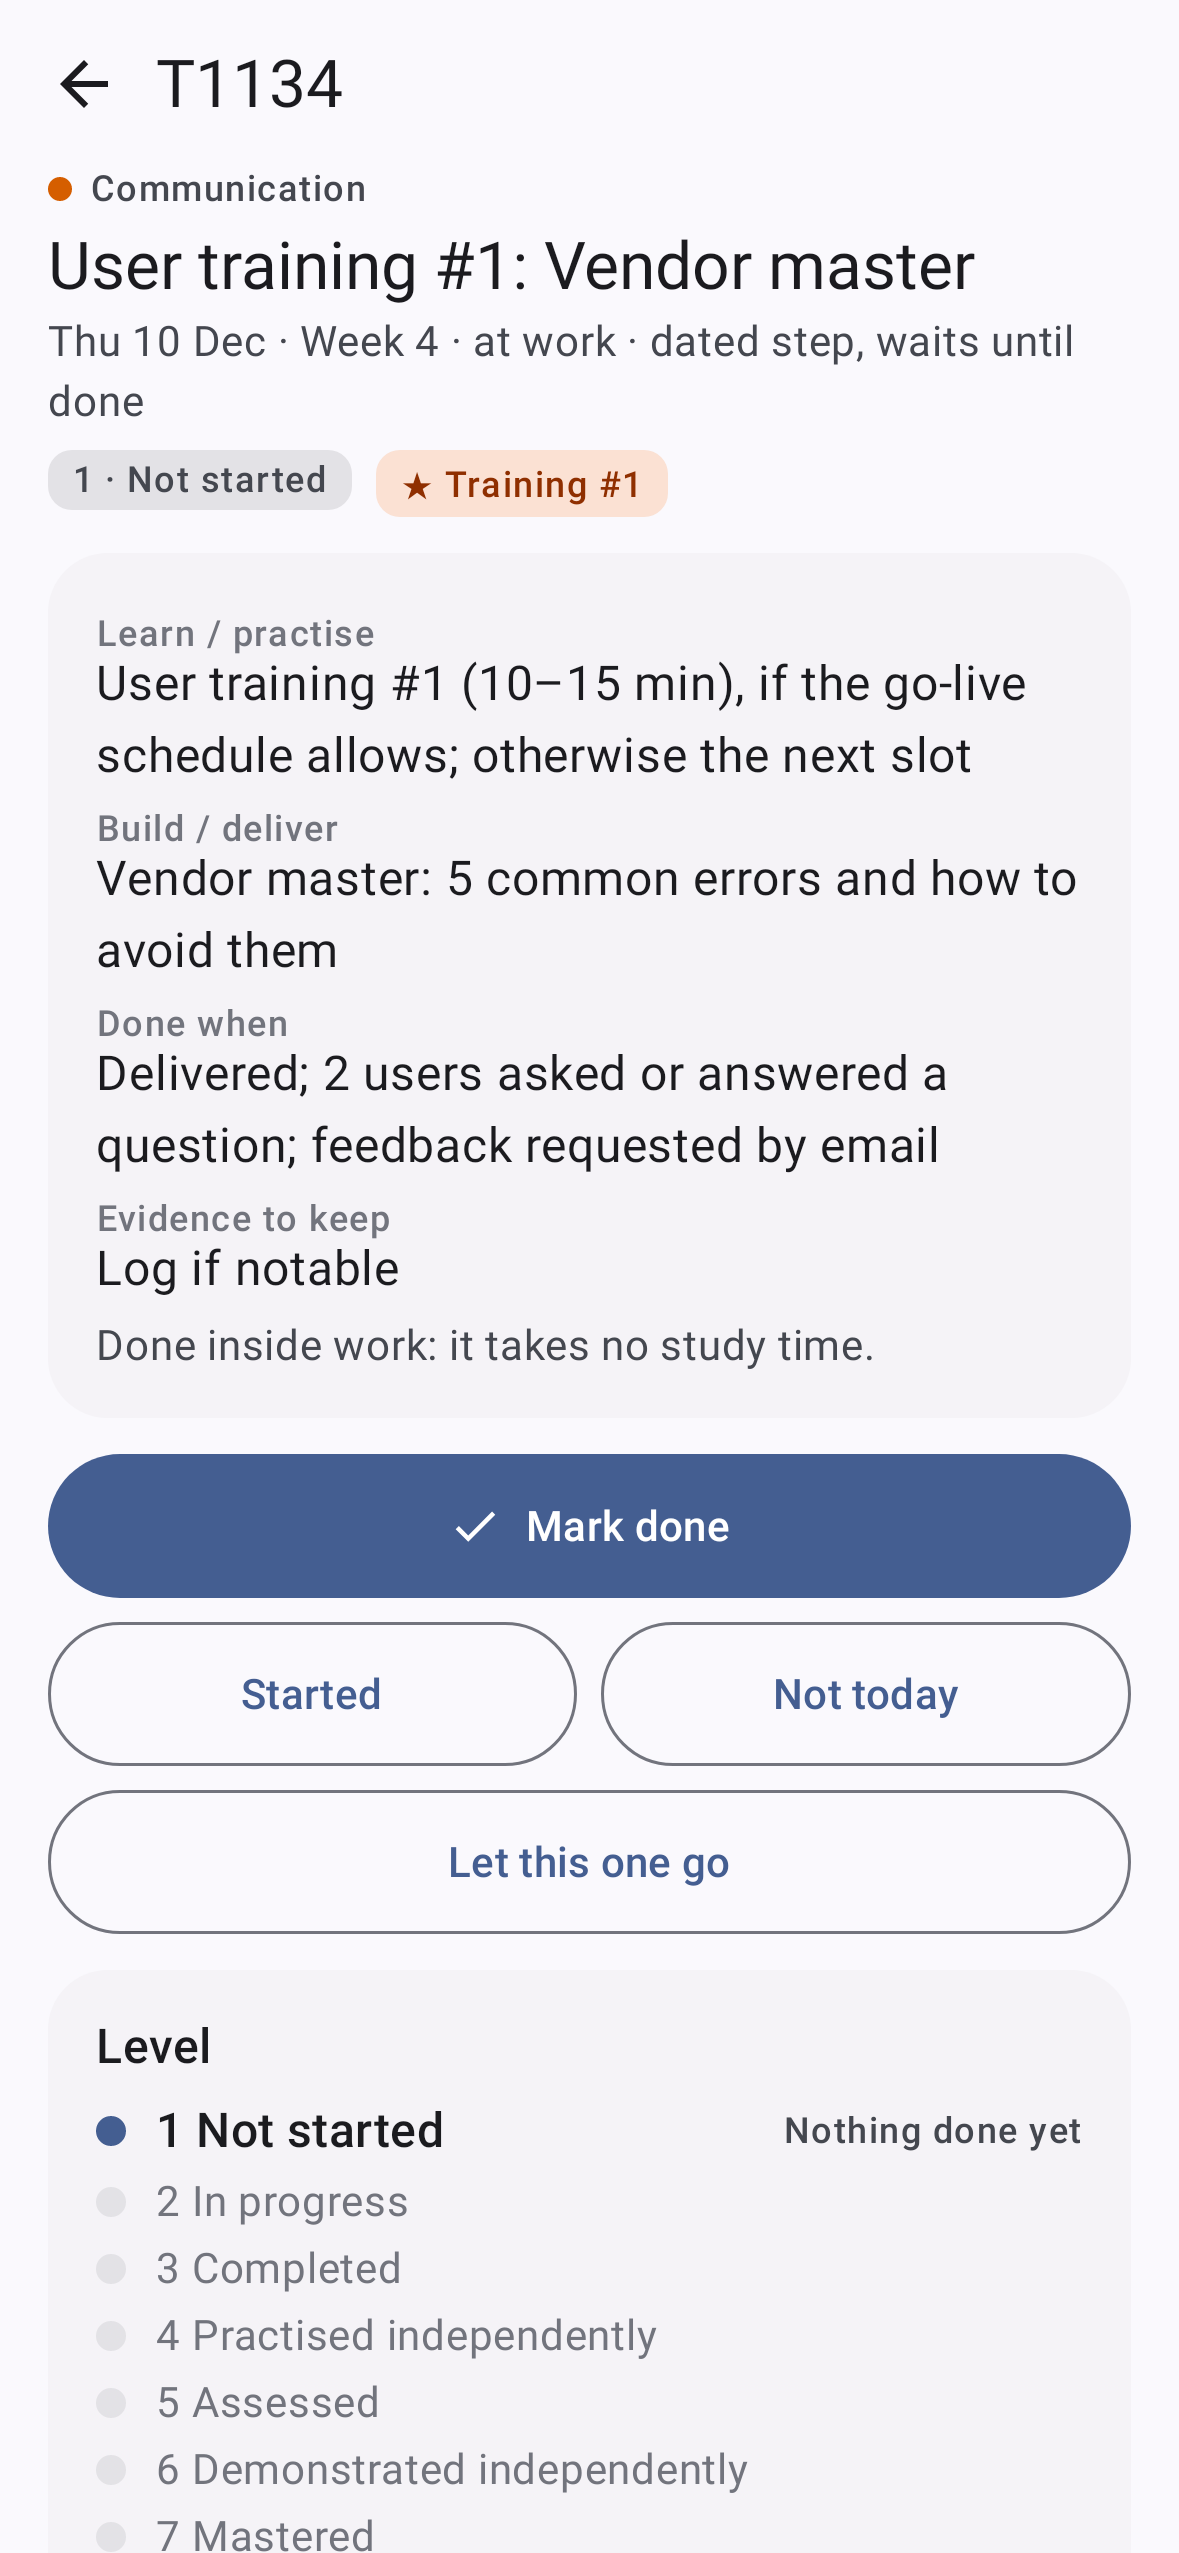 T1134
Communication
User training #1: Vendor master
Thu 10 Dec · Week 4 · at work · dated step, waits until
done
1 · Not started
★ Training #1
Learn / practise
User training #1 (10–15 min), if the go-live
schedule allows; otherwise the next slot
Build / deliver
Vendor master: 5 common errors and how to
avoid them
Done when
Delivered; 2 users asked or answered a
question; feedback requested by email
Evidence to keep
Log if notable
Done inside work: it takes no study time.
Mark done
Started
Not today
Let this one go
Level
1 Not started
Nothing done yet
2 In progress
3 Completed
4 Practised independently
5 Assessed
6 Demonstrated independently
7 Mastered